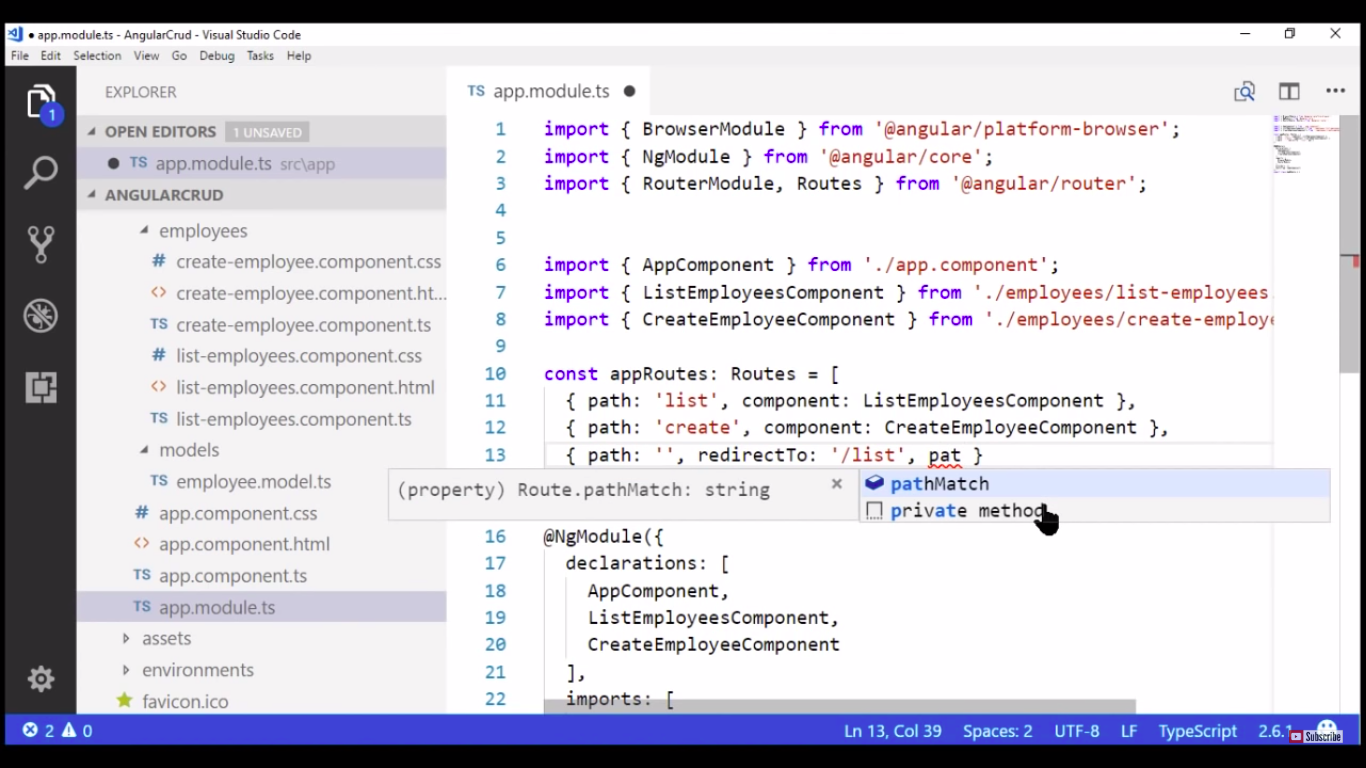 app.module.ts - AngularCrud - Visual Studio Code
File Edit Selection View Go Debug Tasks Help
1
EXPLORER
OPEN EDITORS 1 UNSAVED
TS app.module.ts src\app
ANGULARCRUD
employees
# create-employee.component.css
<> create-employee.component.ht...
TS create-employee.component.ts
# list-employees.component.css
<> list-employees.component.html
TS list-employees.component.ts
models
TS employee.model.ts
# app.component.css
<> app.component.html
TS app.component.ts
TS app.module.ts
assets
environments
favicon.ico
TS app.module.ts
1 import { BrowserModule } from '@angular/platform-browser';
2 import { NgModule } from '@angular/core';
3 import { RouterModule, Routes } from '@angular/router';
4
5
6 import { AppComponent } from './app.component';
7 import { ListEmployeesComponent } from './employees/list-employees.
8 import { CreateEmployeeComponent } from './employees/create-employe
9
10 const appRoutes: Routes = [
11 { path: 'list', component: ListEmployeesComponent },
12 { path: 'create', component: CreateEmployeeComponent },
13 { path: '', redirectTo: '/list', pat }
(property) Route.pathMatch: string ×
pathMatch
private method
16 @NgModule({
17 declarations: [
18 AppComponent,
19 ListEmployeesComponent,
20 CreateEmployeeComponent
21 ],
22 imports: [
2 0
Ln 13, Col 39 Spaces: 2 UTF-8 LF TypeScript 2.6.
Subscribe